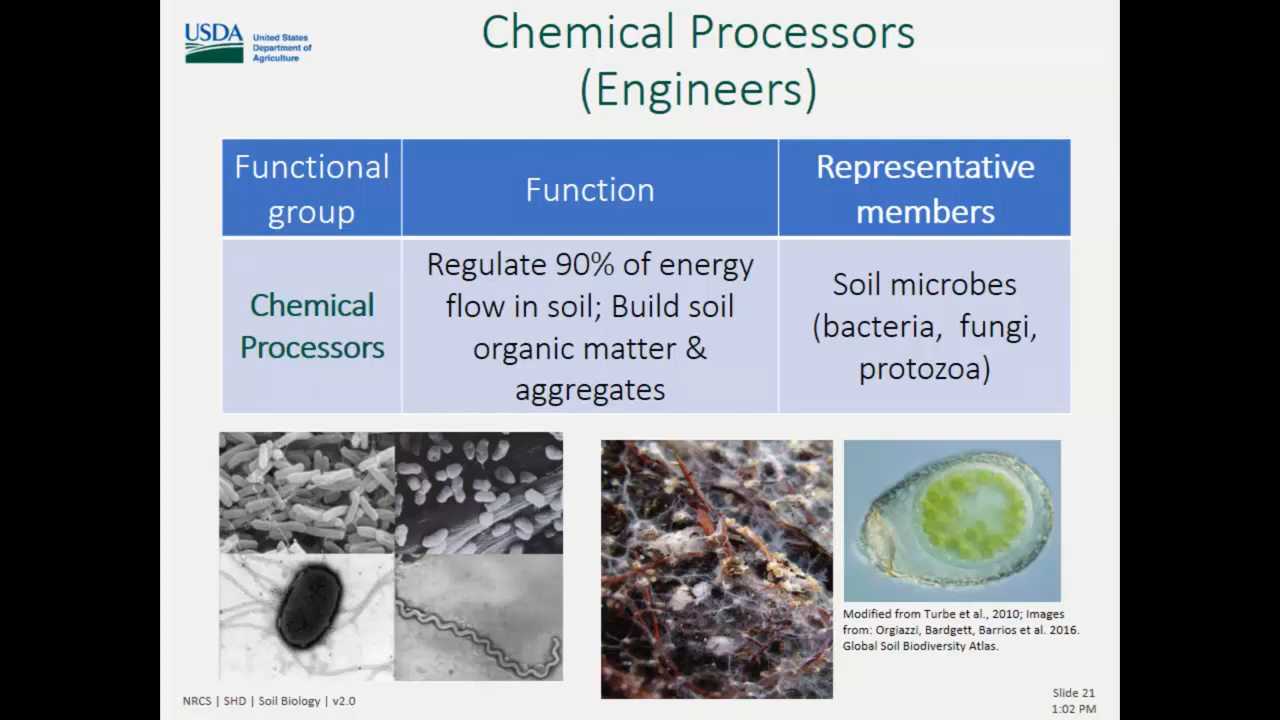 USDA
United States
Department of
Agriculture
Chemical Processors
(Engineers)
Functional
group
Function
Representative
members
Chemical
Processors
Regulate 90% of energy
flow in soil; Build soil
organic matter &
aggregates
Soil microbes
(bacteria, fungi,
protozoa)
Modified from Turbe et al., 2010; Images
from: Orgiazzi, Bardgett, Barrios et al. 2016.
Global Soil Biodiversity Atlas.
NRCS | SHD | Soil Biology | v2.0
Slide 21
1:02 PM